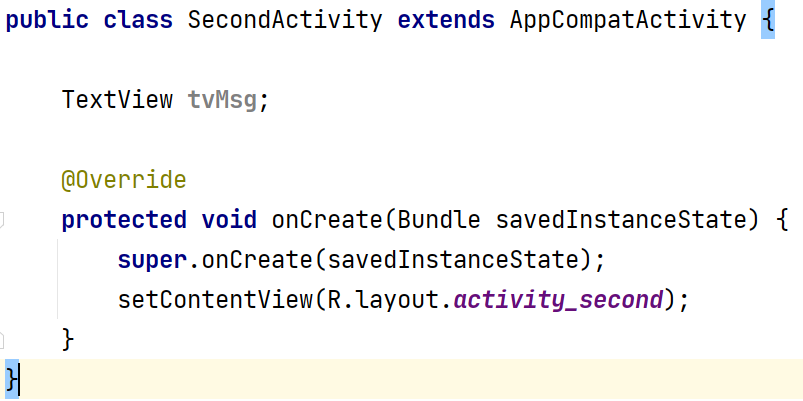 public class SecondActivity extends AppCompatActivity {
    TextView tvMsg;
    @Override
    protected void onCreate(Bundle savedInstanceState) {
        super.onCreate(savedInstanceState);
        setContentView(R.layout.activity_second);
    }
}